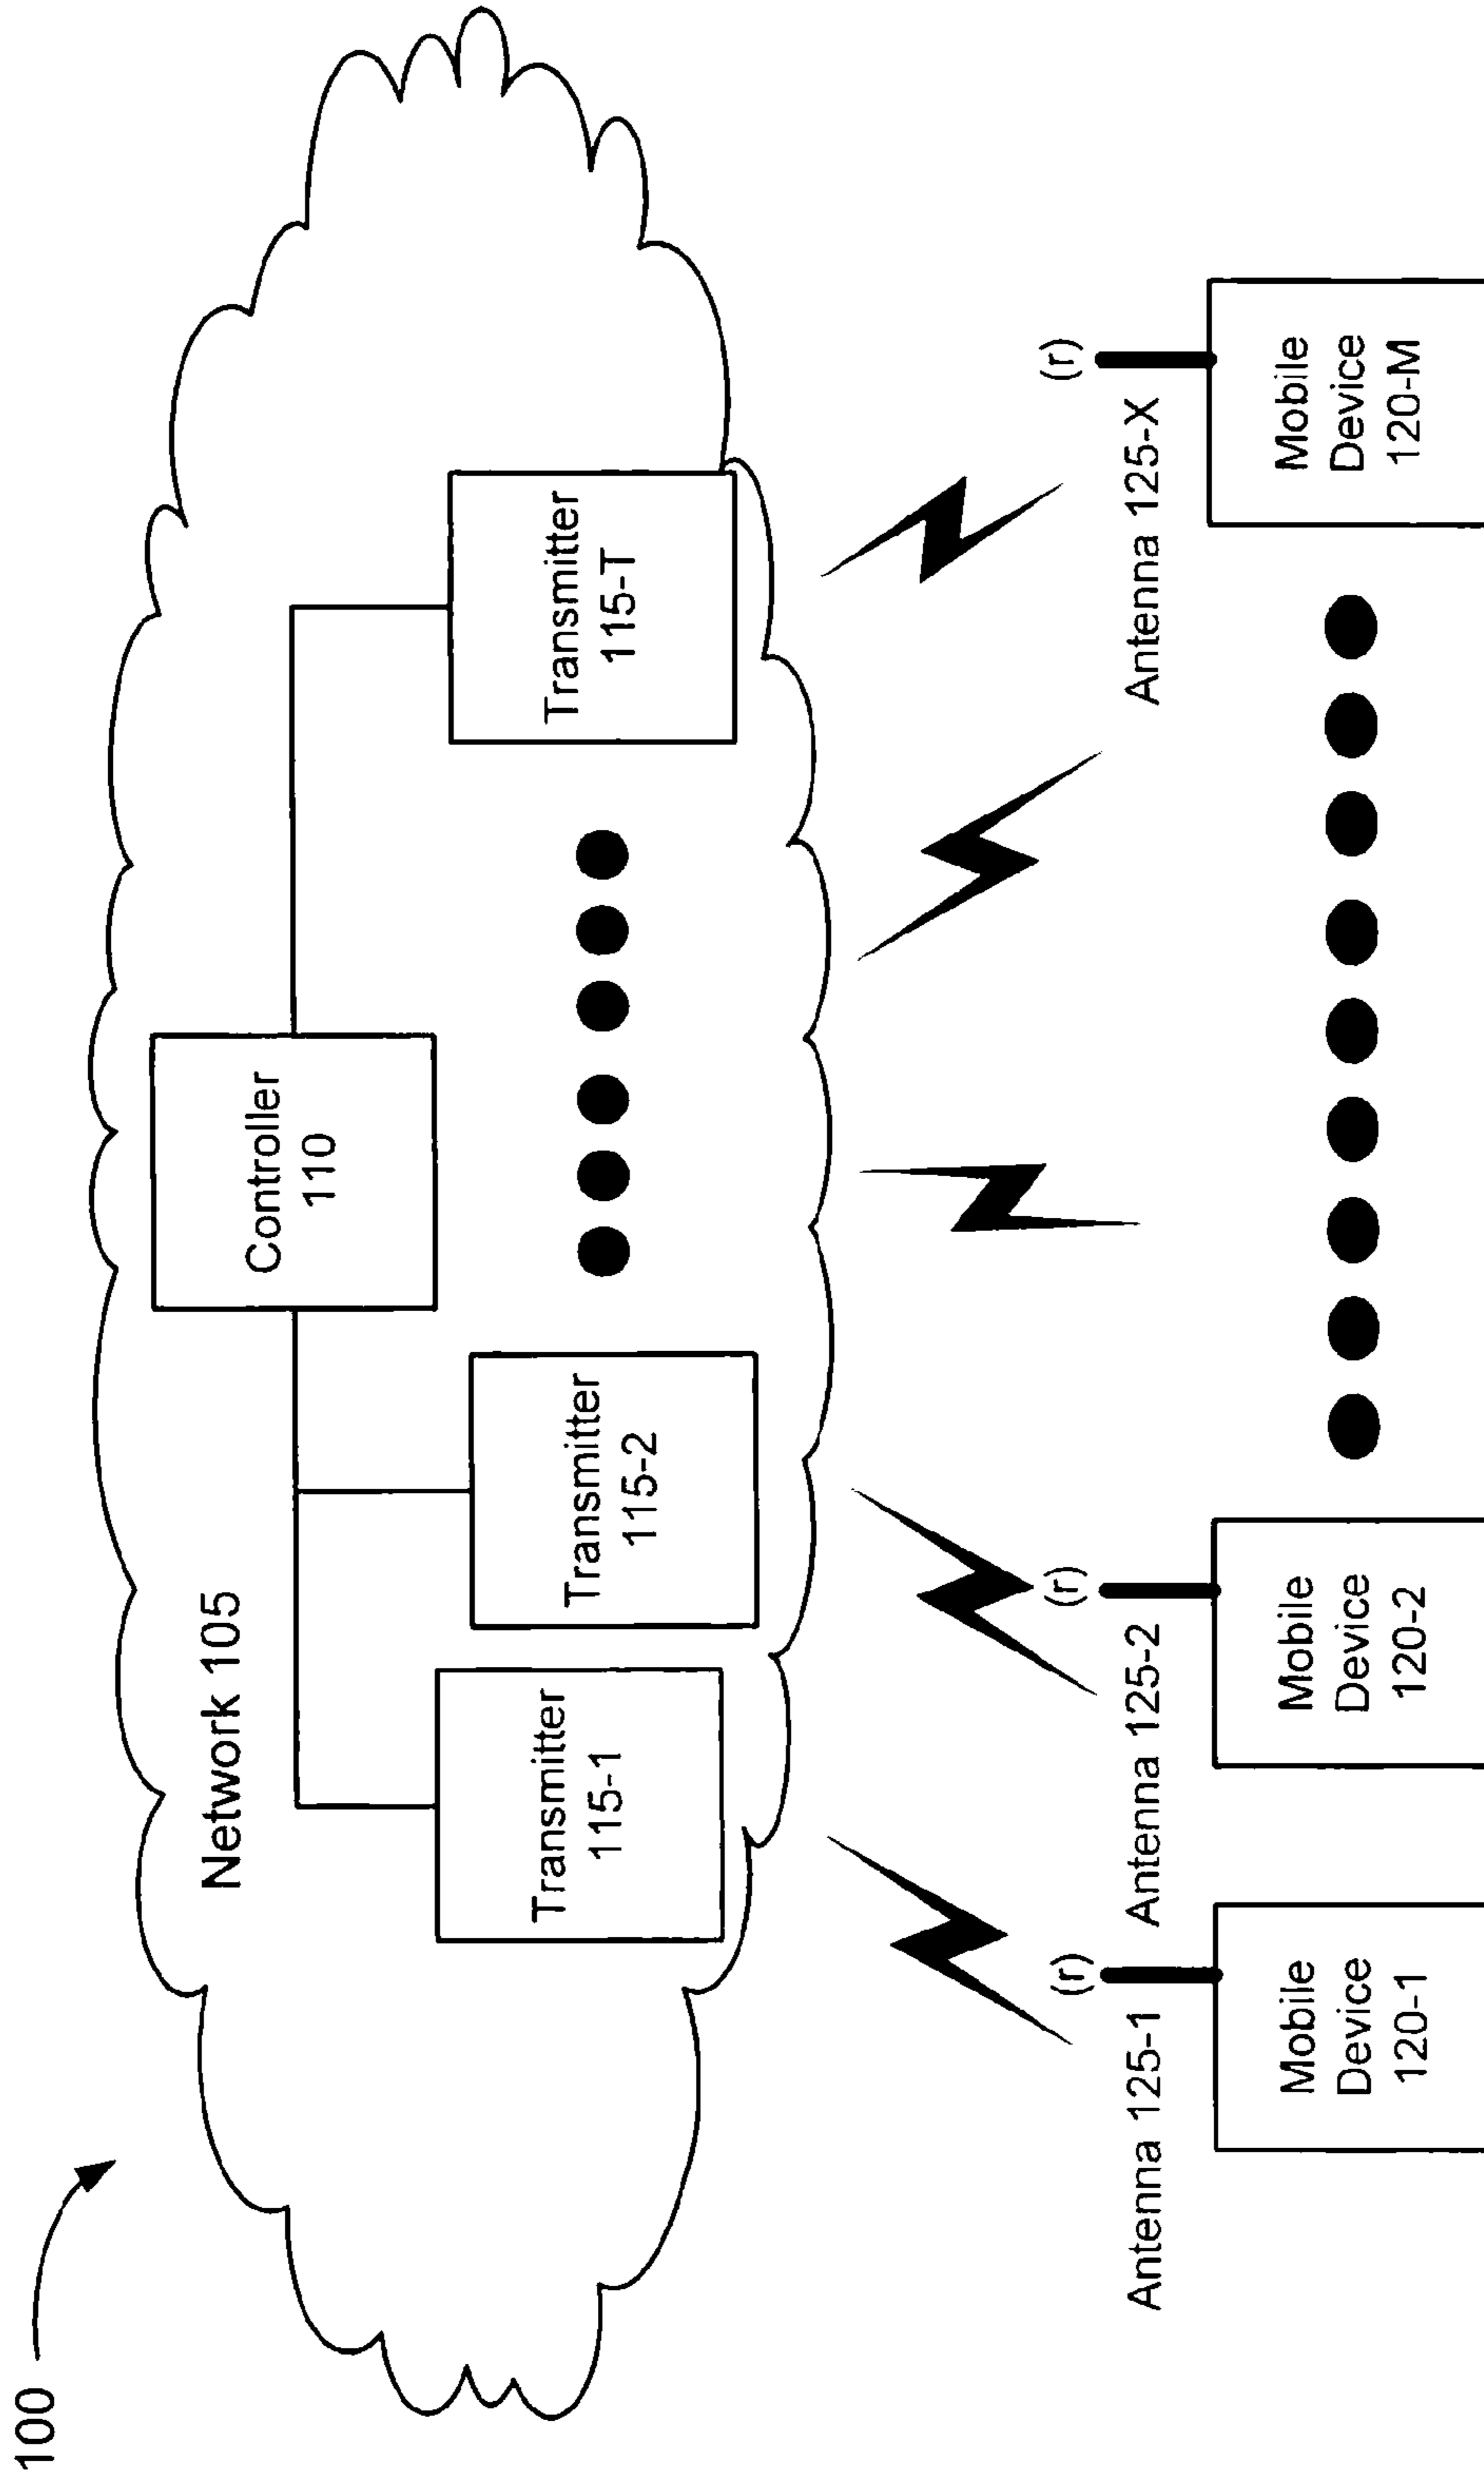 100
Network 105
Controller
110
Transmitter
115-1
Transmitter
115-2
Transmitter
115-T
(r)
Antenna 125-1
Mobile
Device
120-1
(r)
Antenna 125-2
Mobile
Device
120-2
(r)
Antenna 125-X
Mobile
Device
120-M